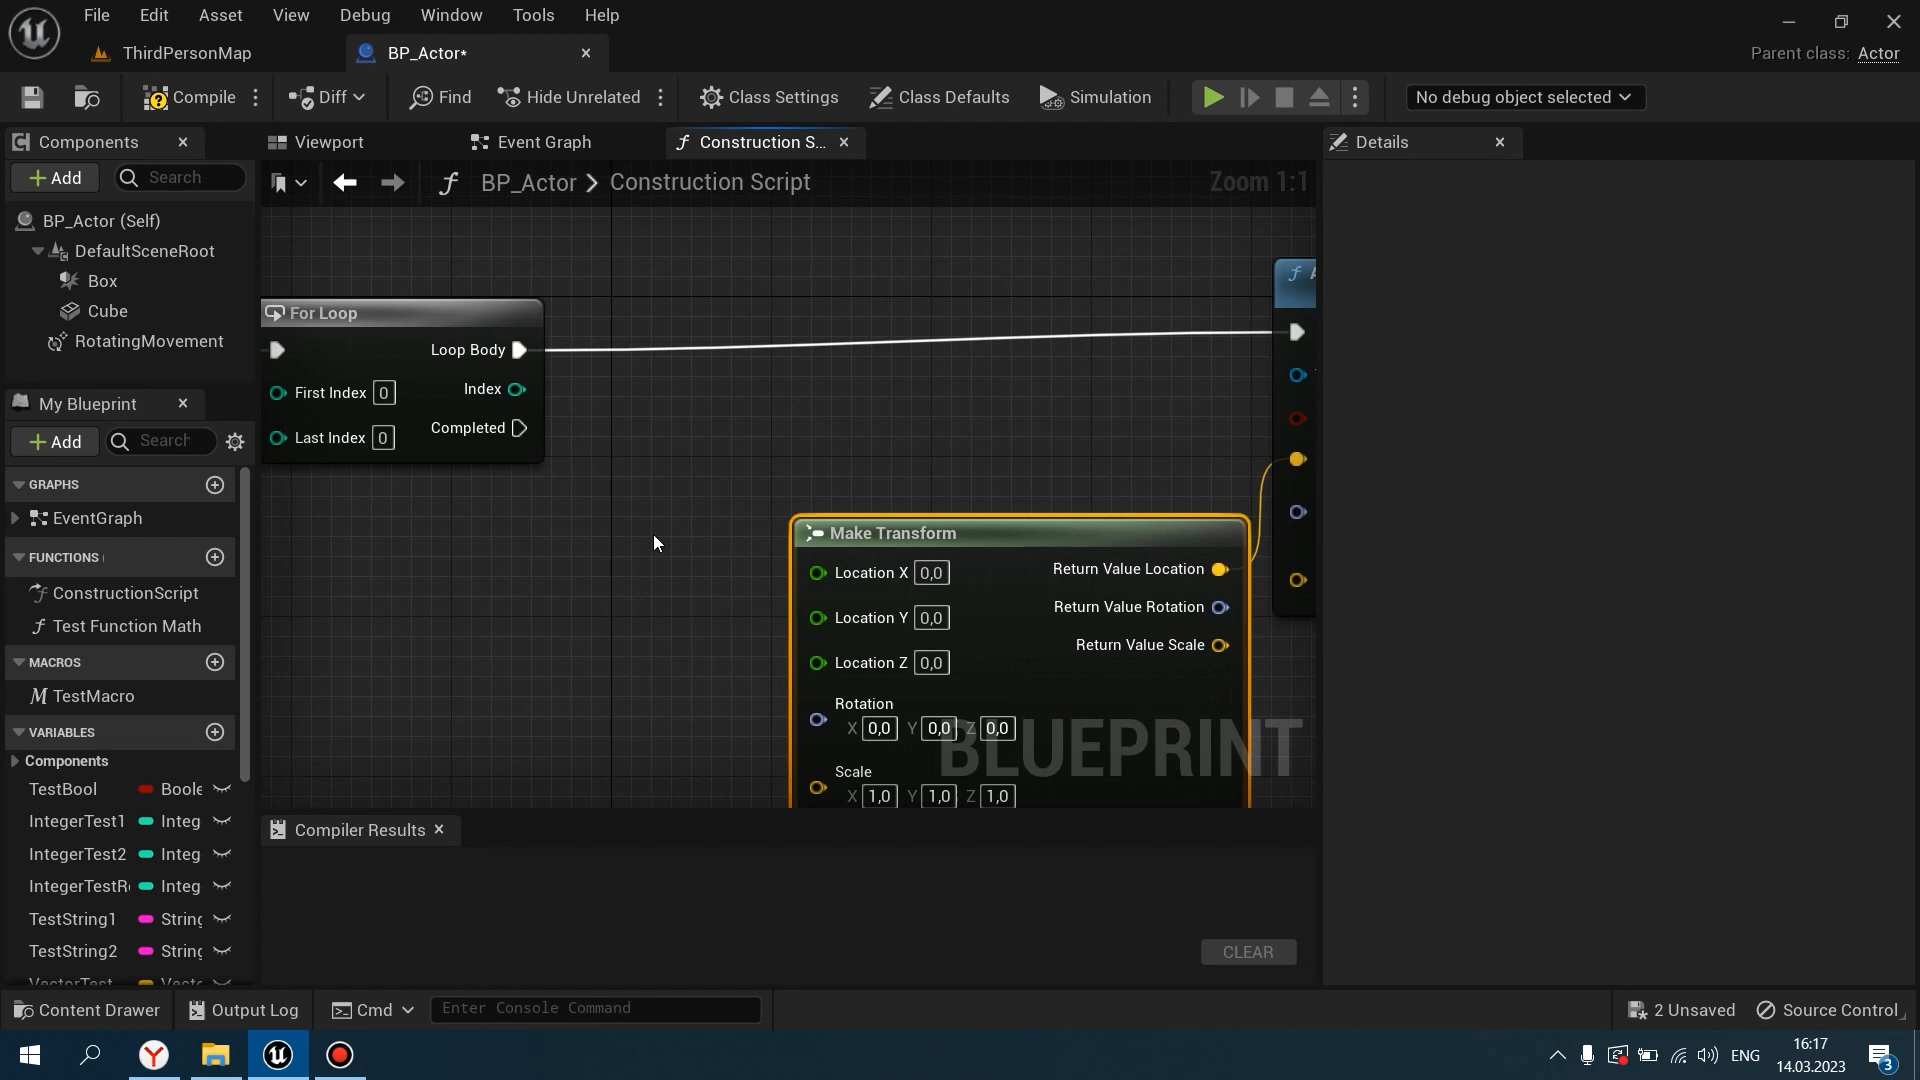 File Edit Asset View Debug Window Tools Help
ThirdPersonMap BP_Actor* Parent class: Actor
Compile Diff Find Hide Unrelated Class Settings Class Defaults Simulation No debug object selected
Components Viewport Event Graph Construction S... Details
Add Search BP_Actor Construction Script Zoom 1:1
BP_Actor (Self)
DefaultSceneRoot
Box
Cube
RotatingMovement
For Loop
Loop Body
First Index 0 Index
Last Index 0 Completed
My Blueprint
Add Search
GRAPHS
EventGraph
FUNCTIONS
ConstructionScript
Test Function Math
MACROS
TestMacro
VARIABLES
Components
TestBool Boole
IntegerTest1 Integ
IntegerTest2 Integ
IntegerTestR Integ
TestString1 String
TestString2 String
VectorTest Vecto
Make Transform
Location X 0,0 Return Value Location
Location Y 0,0 Return Value Rotation
Location Z 0,0 Return Value Scale
Rotation
X 0,0 Y 0,0 Z 0,0
Scale
X 1,0 Y 1,0 Z 1,0
BLUEPRINT
Compiler Results
CLEAR
Content Drawer Output Log Cmd Enter Console Command 2 Unsaved Source Control
ENG 16:17
14.03.2023 3